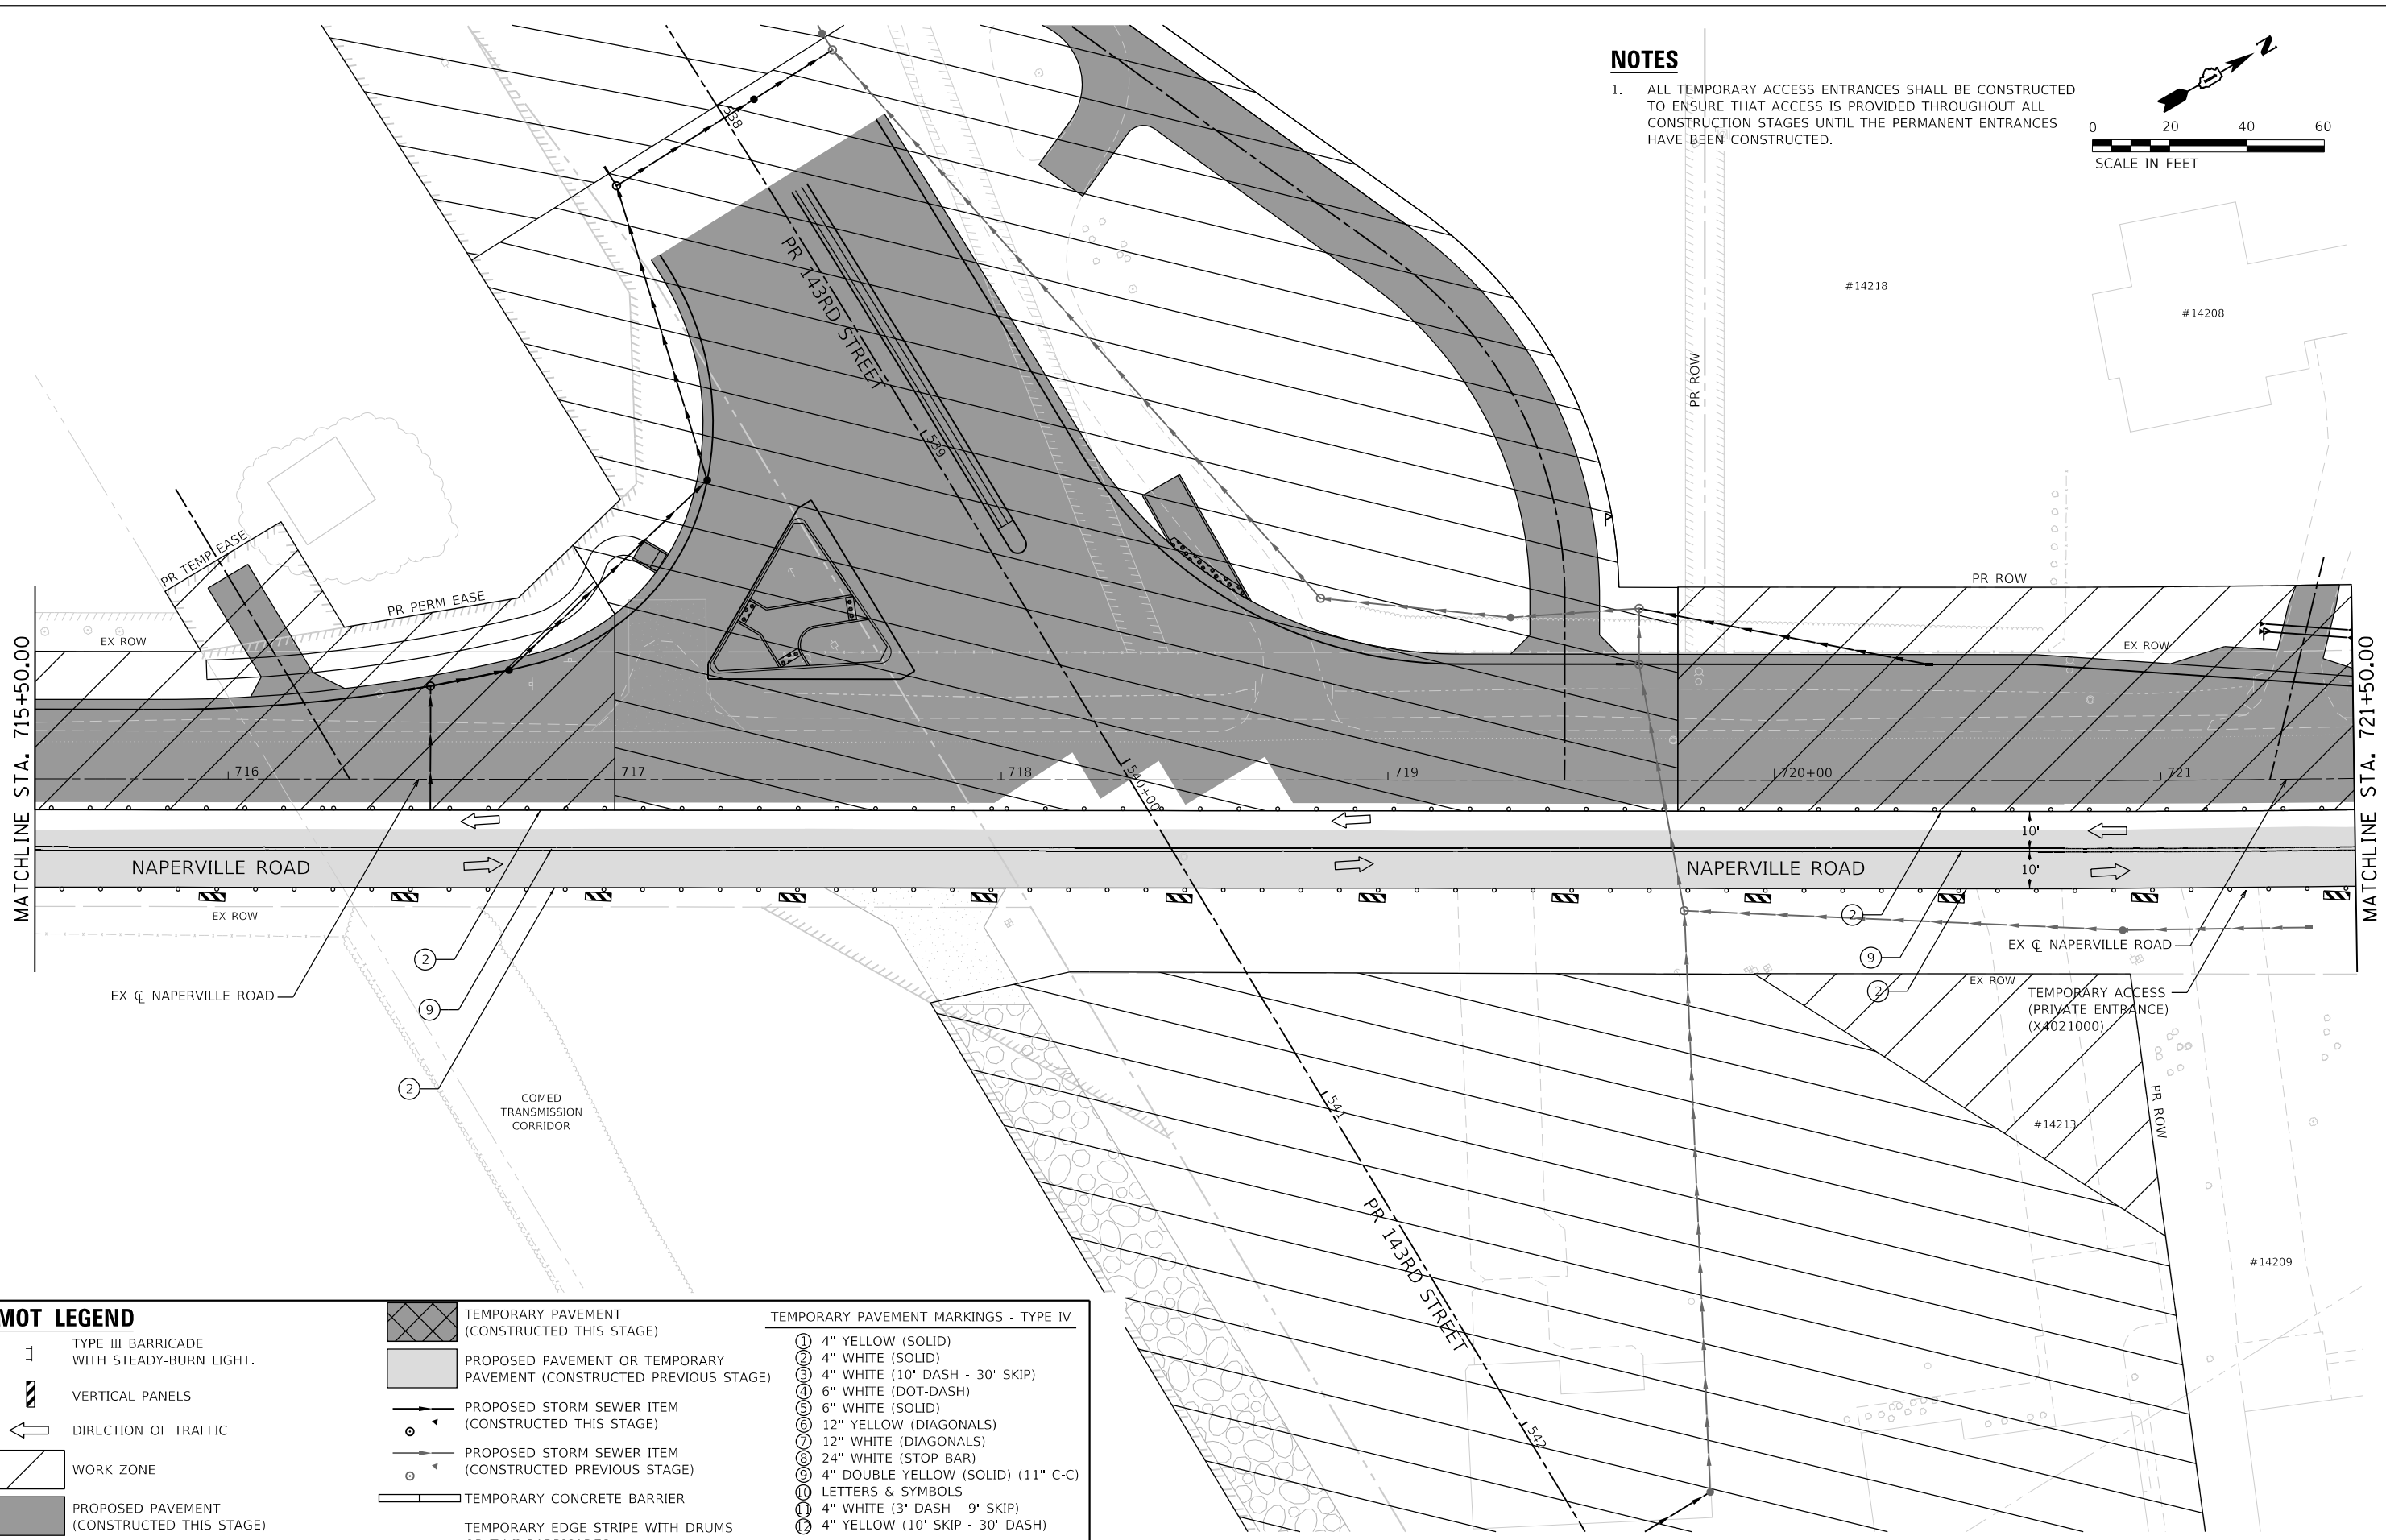 NOTES
1. ALL TEMPORARY ACCESS ENTRANCES SHALL BE CONSTRUCTED
TO ENSURE THAT ACCESS IS PROVIDED THROUGHOUT ALL
CONSTRUCTION STAGES UNTIL THE PERMANENT ENTRANCES
HAVE BEEN CONSTRUCTED.
N
0 20 40 60
SCALE IN FEET
538
PR 143RD STREET
539
#14218
#14208
PR ROW
PR TEMP EASE
PR PERM EASE
EX ROW
PR ROW
EX ROW
MATCHLINE STA. 715+50.00
MATCHLINE STA. 721+50.00
716
717
718
719
720+00
721
540+00
10'
10'
NAPERVILLE ROAD
NAPERVILLE ROAD
EX ROW
2
9
2
EX ℄ NAPERVILLE ROAD
2
9
2
EX ℄ NAPERVILLE ROAD
EX ROW
TEMPORARY ACCESS
(PRIVATE ENTRANCE)
(X4021000)
COMED
TRANSMISSION
CORRIDOR
541
#14213
PR ROW
PR 143RD STREET
#14209
542
MOT LEGEND
TYPE III BARRICADE
WITH STEADY-BURN LIGHT.
VERTICAL PANELS
DIRECTION OF TRAFFIC
WORK ZONE
PROPOSED PAVEMENT
(CONSTRUCTED THIS STAGE)
TEMPORARY PAVEMENT
(CONSTRUCTED THIS STAGE)
PROPOSED PAVEMENT OR TEMPORARY
PAVEMENT (CONSTRUCTED PREVIOUS STAGE)
PROPOSED STORM SEWER ITEM
(CONSTRUCTED THIS STAGE)
PROPOSED STORM SEWER ITEM
(CONSTRUCTED PREVIOUS STAGE)
TEMPORARY CONCRETE BARRIER
TEMPORARY EDGE STRIPE WITH DRUMS
TEMPORARY PAVEMENT MARKINGS - TYPE IV
1 4" YELLOW (SOLID)
2 4" WHITE (SOLID)
3 4" WHITE (10' DASH - 30' SKIP)
4 6" WHITE (DOT-DASH)
5 6" WHITE (SOLID)
6 12" YELLOW (DIAGONALS)
7 12" WHITE (DIAGONALS)
8 24" WHITE (STOP BAR)
9 4" DOUBLE YELLOW (SOLID) (11" C-C)
10 LETTERS & SYMBOLS
11 4" WHITE (3' DASH - 9' SKIP)
12 4" YELLOW (10' SKIP - 30' DASH)